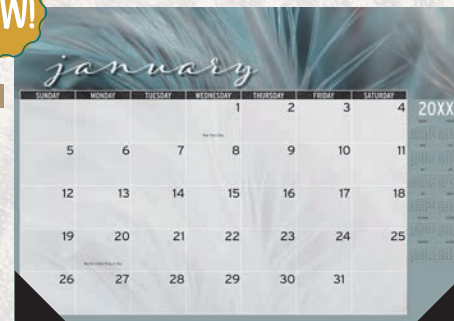 W!
january
SUNDAY MONDAY TUESDAY WEDNESDAY THURSDAY FRIDAY SATURDAY
1 2 3 4
20XX
New Year's Day
5 6 7 8 9 10 11
12 13 14 15 16 17 18
19 20 21 22 23 24 25
Martin Luther King Jr. Day
26 27 28 29 30 31